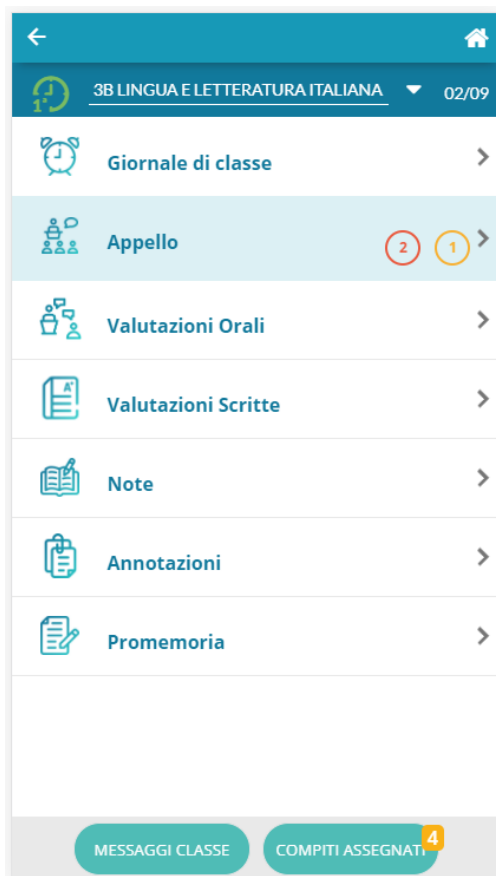 1° 3B LINGUA E LETTERATURA ITALIANA 02/09
Giornale di classe
Appello 2 1
Valutazioni Orali
A+
Valutazioni Scritte
Note
Annotazioni
Promemoria
MESSAGGI CLASSE COMPITI ASSEGNATI 4